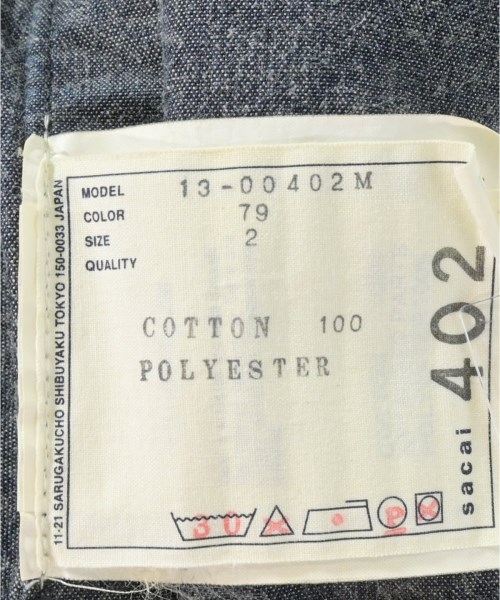 MODEL 13-00402M
COLOR 79
SIZE 2
QUALITY
COTTON 100
POLYESTER
30
P
11-21 SARUGAKUCHO SHIBUYAKU TOKYO 150-0033 JAPAN
sacai 402